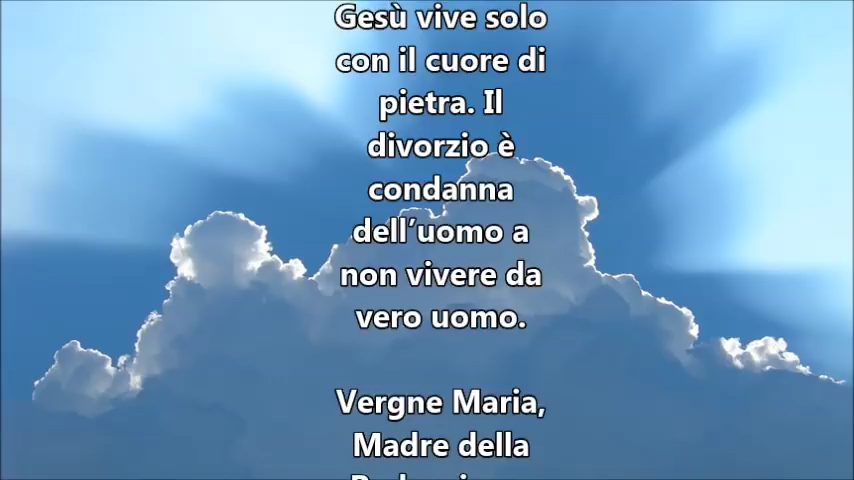 Gesù vive solo
con il cuore di
pietra. Il
divorzio è
condanna
dell’uomo a
non vivere da
vero uomo.
Vergne Maria,
Madre della